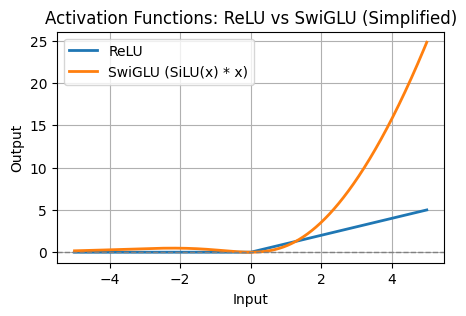 Activation Functions: ReLU vs SwiGLU (Simplified)
25
20
15
10
5
0
ReLU
SwiGLU (SiLU(x) * x)
Output
−4
−2
0
2
4
Input